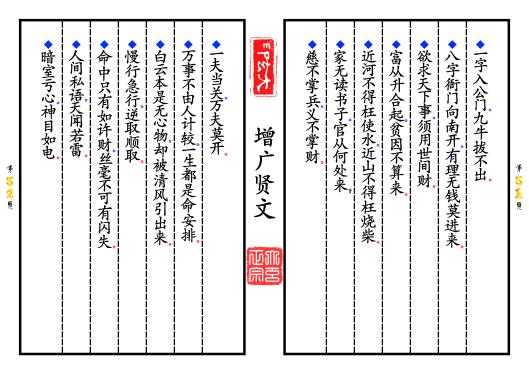 第51頁
一字入公门九牛拔不出
八字衙门向南开有理无钱莫进来
欲求天下事须用世间财
富从升合起贫因不算来
近河不得枉使水近山不得枉烧柴
家无读书子官从何处来
慈不掌兵义不掌财
增广贤文
一夫当关万夫莫开
万事不由人计较一生都是命安排
白云本是无心物却被清风引出来
慢行急行逆取顺取
命中只有如许财丝毫不可有闪失
人间私语天闻若雷
暗室亏心神目如电
第52頁